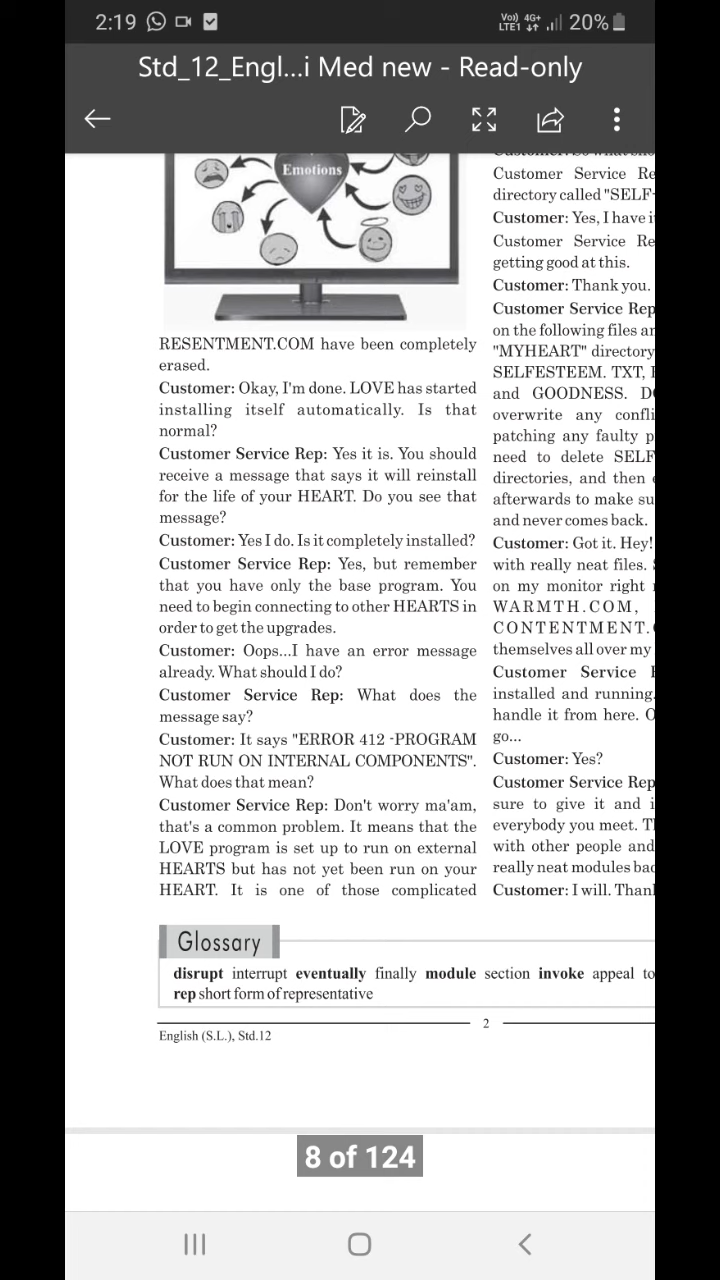 2:19
Vo)) 4G+
LTE1
20%
Std_12_Engl...i Med new - Read-only
Emotions
RESENTMENT.COM have been completely
erased.
Customer: Okay, I'm done. LOVE has started
installing itself automatically. Is that
normal?
Customer Service Rep: Yes it is. You should
receive a message that says it will reinstall
for the life of your HEART. Do you see that
message?
Customer: Yes I do. Is it completely installed?
Customer Service Rep: Yes, but remember
that you have only the base program. You
need to begin connecting to other HEARTS in
order to get the upgrades.
Customer: Oops...I have an error message
already. What should I do?
Customer Service Rep: What does the
message say?
Customer: It says "ERROR 412 -PROGRAM
NOT RUN ON INTERNAL COMPONENTS".
What does that mean?
Customer Service Rep: Don't worry ma'am,
that's a common problem. It means that the
LOVE program is set up to run on external
HEARTS but has not yet been run on your
HEART. It is one of those complicated
Customer Service Re
directory called "SELF-
Customer: Yes, I have i
Customer Service Re
getting good at this.
Customer: Thank you.
Customer Service Rep
on the following files a
"MYHEART" directory
SELFESTEEM. TXT,
and GOODNESS.
overwrite any confli
patching any faulty p
need to delete SELF
directories, and then
afterwards to make su
and never comes back.
Customer: Got it. Hey!
with really neat files.
on my monitor right
WARMTH.COM,
CONTENTMENT.
themselves all over my
Customer Service
installed and running.
handle it from here. O
go...
Customer: Yes?
Customer Service Rep
sure to give it and i
everybody you meet. T
with other people and
really neat modules bac
Customer: I will. Than
Glossary
disrupt interrupt eventually finally module section invoke appeal to
rep short form of representative
2
English (S.L.), Std.12
8 of 124